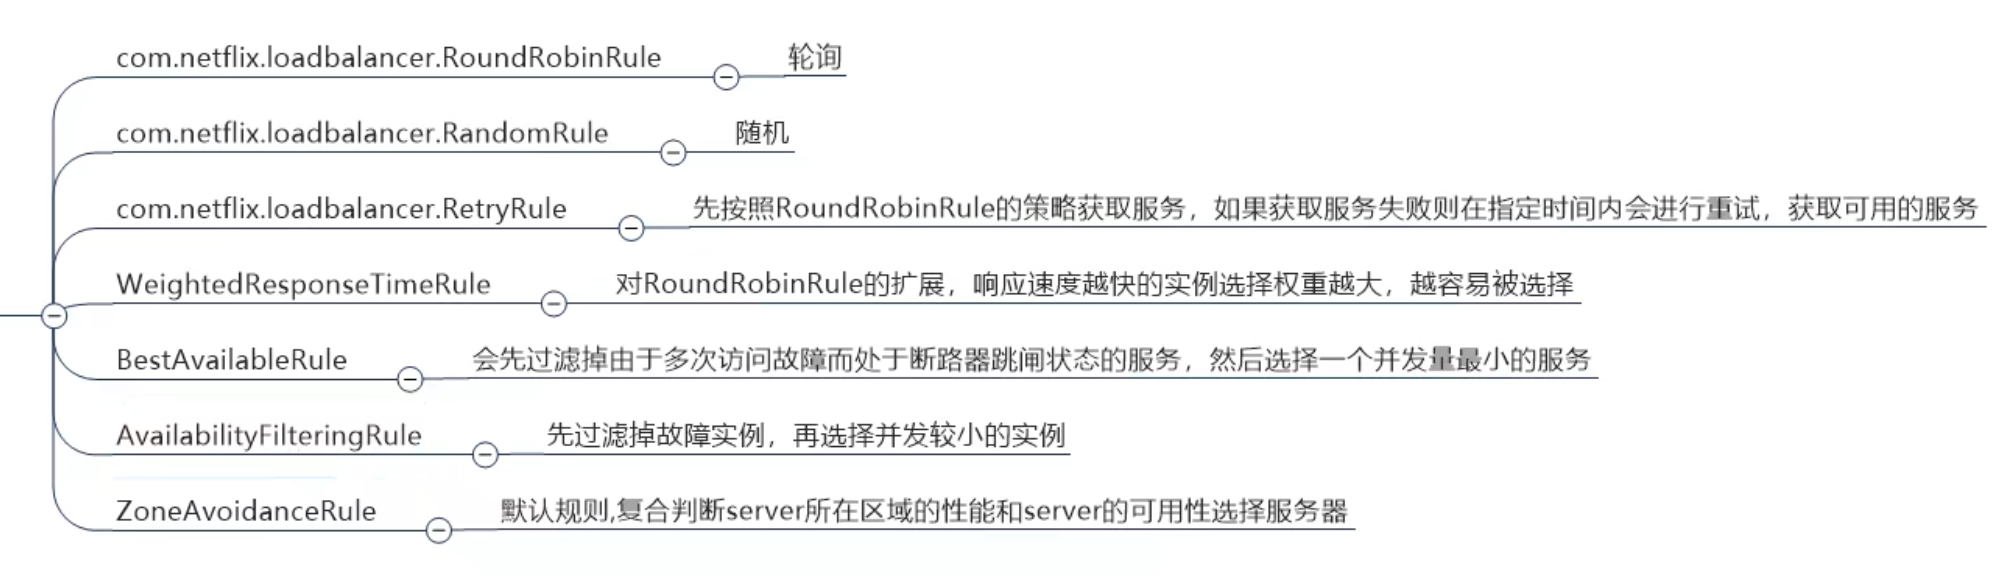 com.netflix.loadbalancer.RoundRobinRule 轮询
com.netflix.loadbalancer.RandomRule 随机
com.netflix.loadbalancer.RetryRule 先按照RoundRobinRule的策略获取服务，如果获取服务失败则在指定时间内会进行重试，获取可用的服务
WeightedResponseTimeRule 对RoundRobinRule的扩展，响应速度越快的实例选择权重越大，越容易被选择
BestAvailableRule 会先过滤掉由于多次访问故障而处于断路器跳闸状态的服务，然后选择一个并发量最小的服务
AvailabilityFilteringRule 先过滤掉故障实例，再选择并发较小的实例
ZoneAvoidanceRule 默认规则,复合判断server所在区域的性能和server的可用性选择服务器